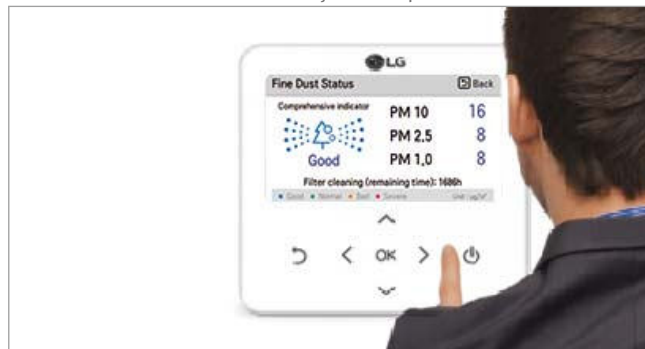 LG
Fine Dust Status
Back
Comprehensive indicator
Good
PM 10 16
PM 2.5 8
PM 1.0 8
Filter cleaning (remaining time): 1686h
Good Normal Bad Severe
OK